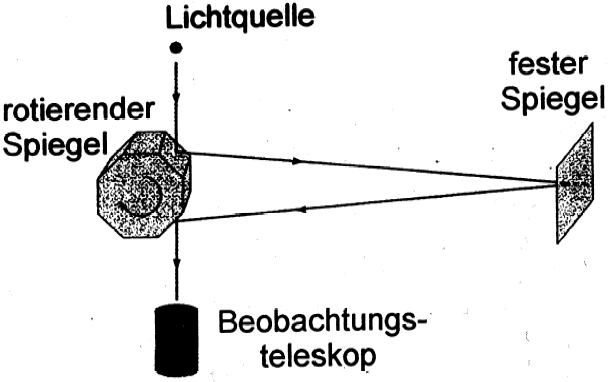 Lichtquelle
fester
Spiegel
rotierender
Spiegel
Beobachtungs-
teleskop